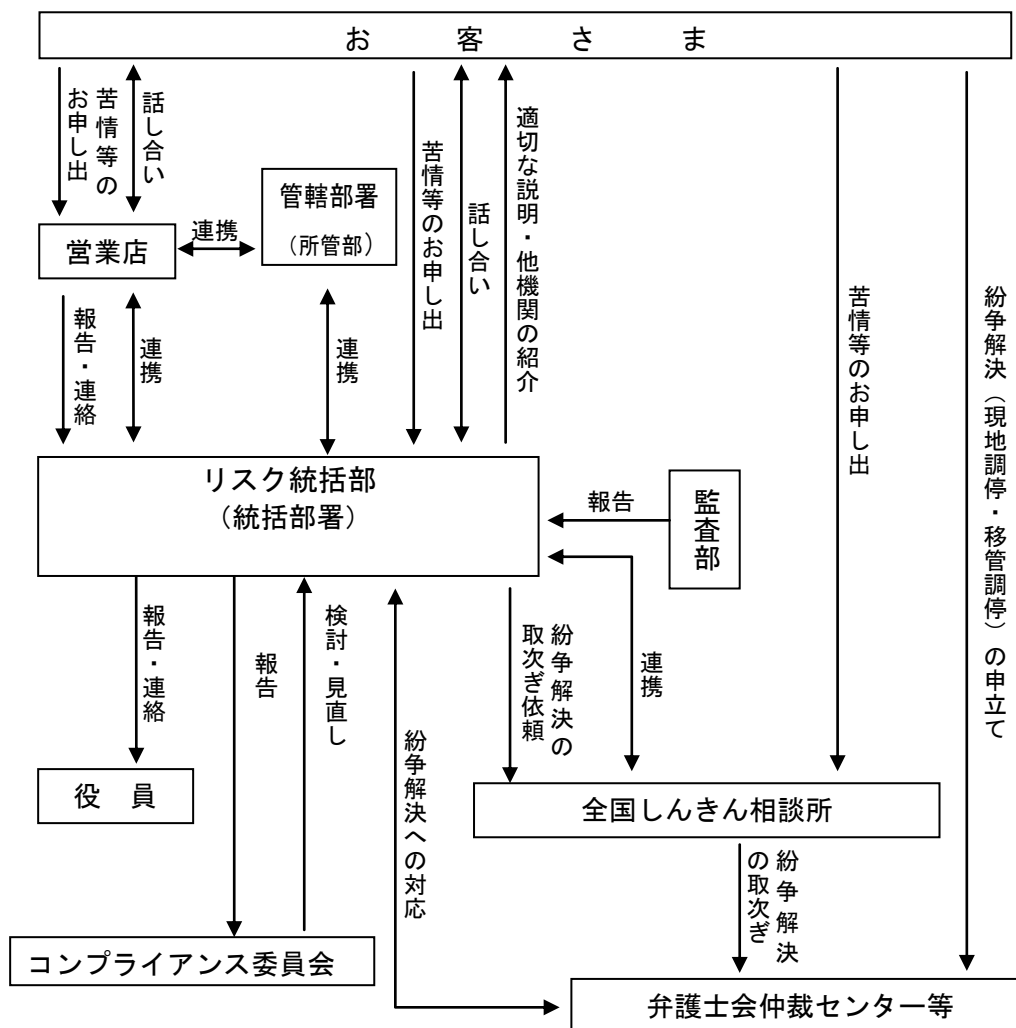 お　客　さ　ま
苦情等の
お申し出
話し合い
苦情等のお申し出
話し合い
適切な説明・他機関の紹介
苦情等のお申し出
紛争解決（現地調停・移管調停）の申立て
管轄部署
（所管部）
営業店
連携
報告・連絡
連携
連携
リスク統括部
（統括部署）
報告
監査部
報告・連絡
報告
検討・見直し
紛争解決への対応
紛争解決の
取次ぎ依頼
連携
役　員
全国しんきん相談所
紛争解決
の取次ぎ
コンプライアンス委員会
弁護士会仲裁センター等